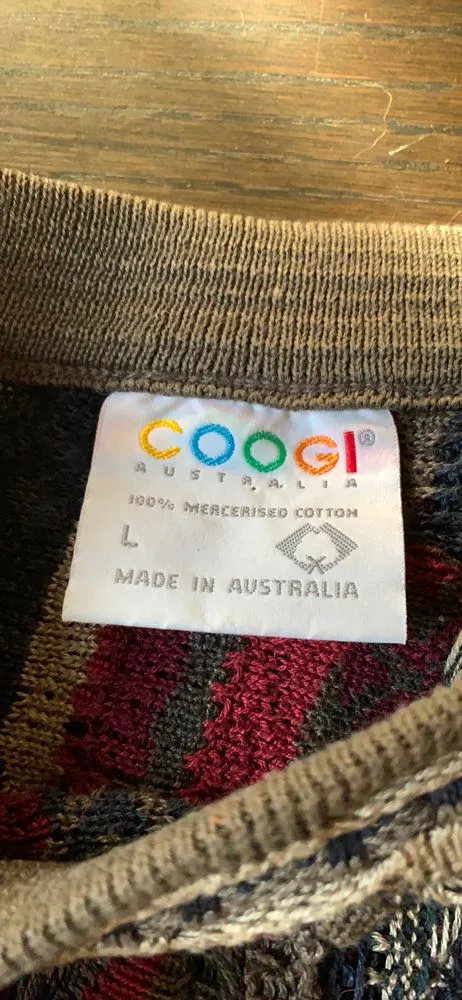 COOGI®
AUSTRALIA
100% MERCERISED COTTON
L
MADE IN AUSTRALIA